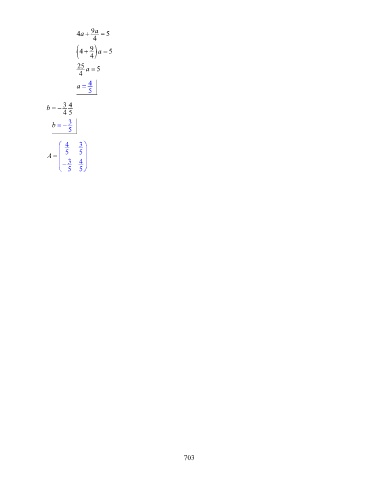 4a + 9a/4 = 5
(4 + 9/4)a = 5
25/4 a = 5
a = 4/5
b = -3/4 4/5
b = -3/5
A = (4/5 3/5
-3/5 4/5)
703